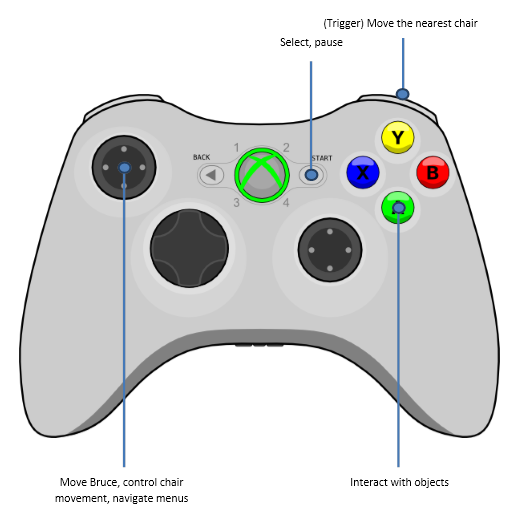 (Trigger) Move the nearest chair
Select, pause
Y
1 2
BACK START
X B
A
3 4
Move Bruce, control chair
movement, navigate menus
Interact with objects